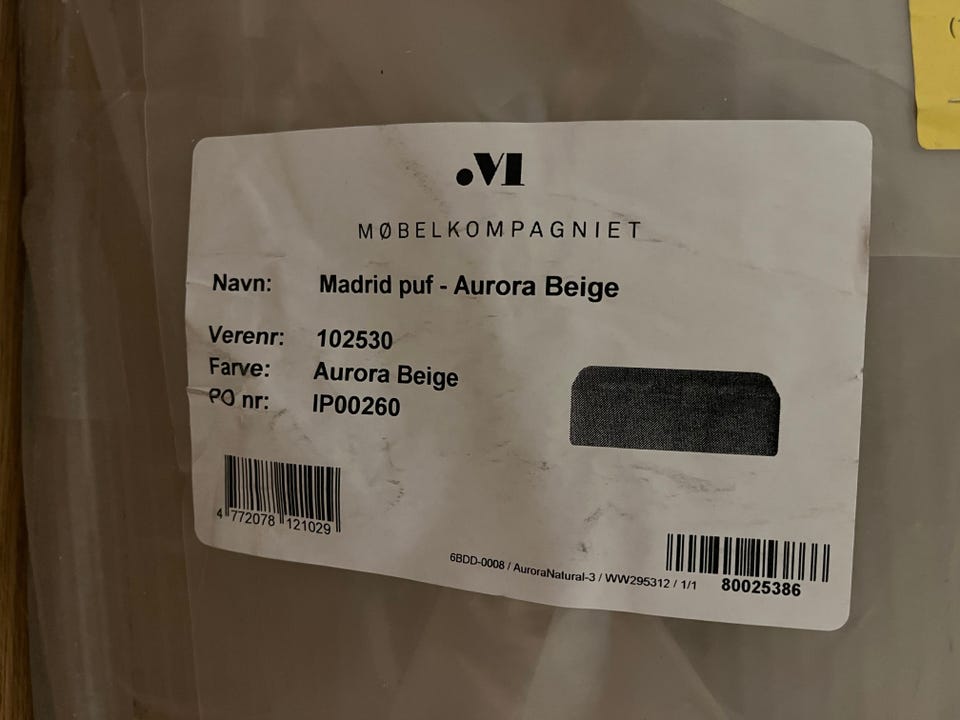 .M
MØBELKOMPAGNIET
Navn: Madrid puf - Aurora Beige
Verenr: 102530
Farve: Aurora Beige
PO nr: IP00260
4 772078 121029
6BDD-0008 / AuroraNatural-3 / WW295312 / 1/1
80025386